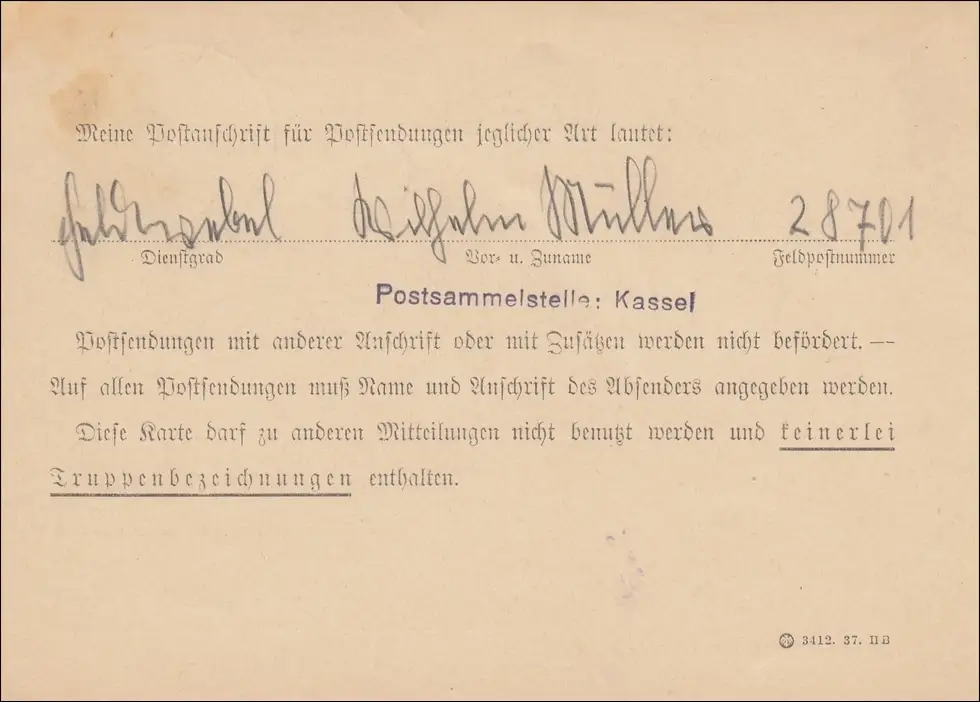 Meine Postanschrift für Postsendungen jeglicher Art lautet:
Feldwebel Wilhelm Müller 28701
Dienstgrad Vor- u. Zuname Feldpostnummer
Postsammelstelle: Kassel
Postsendungen mit anderer Anschrift oder mit Zusätzen werden nicht befördert. —
Auf allen Postsendungen muß Name und Anschrift des Absenders angegeben werden.
Diese Karte darf zu anderen Mitteilungen nicht benutzt werden und keinerlei
Truppenbezeichnungen enthalten.
3412. 37. II B